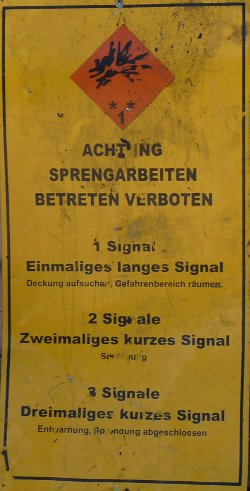 * *
1
ACHTUNG
SPRENGARBEITEN
BETRETEN VERBOTEN
1 Signal
Einmaliges langes Signal
Deckung aufsuchen, Gefahrenbereich räumen.
2 Signale
Zweimaliges kurzes Signal
Sprengung
3 Signale
Dreimaliges kurzes Signal
Entwarnung, Sprengung abgeschlossen